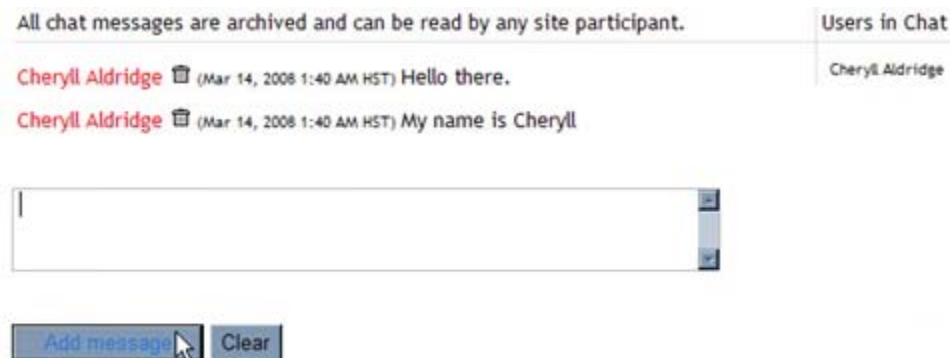 All chat messages are archived and can be read by any site participant.
Users in Chat
Cheryll Aldridge
Cheryll Aldridge (Mar 14, 2008 1:40 AM HST) Hello there.
Cheryll Aldridge (Mar 14, 2008 1:40 AM HST) My name is Cheryll
Add message
Clear